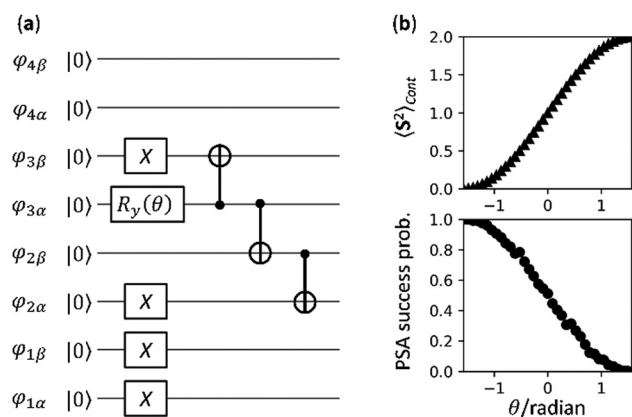 (a)
φ4β |0⟩
φ4α |0⟩
φ3β |0⟩ X
φ3α |0⟩ Ry(θ)
φ2β |0⟩
φ2α |0⟩ X
φ1β |0⟩ X
φ1α |0⟩ X
(b)
⟨S²⟩Cont
2.0
1.5
1.0
0.5
0.0
−1 0 1
PSA success prob.
1.0
0.8
0.6
0.4
0.2
0.0
−1 0 1
θ/radian